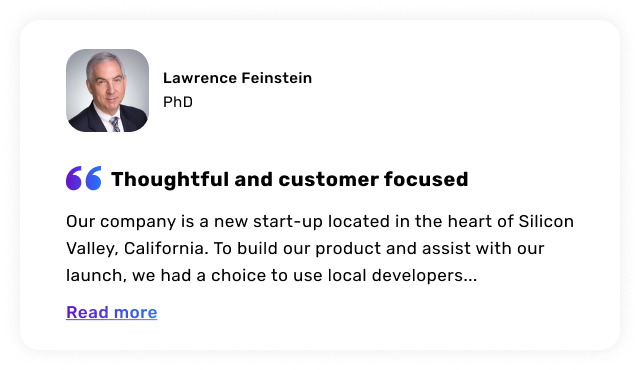 Lawrence Feinstein
PhD
Thoughtful and customer focused
Our company is a new start-up located in the heart of Silicon
Valley, California. To build our product and assist with our
launch, we had a choice to use local developers...
Read more